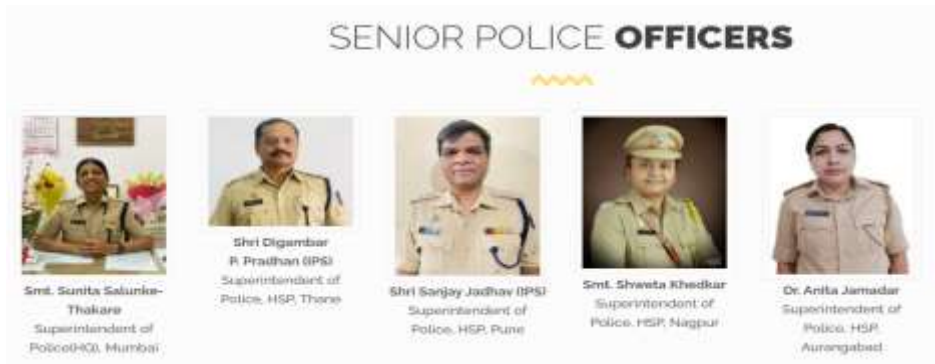 SENIOR POLICE OFFICERS
Smt. Sunita Salunke-
Thakare
Superintendent of
Police(HQ), Mumbai
Shri Digambar
P. Pradhan (IPS)
Superintendent of
Police, HSP, Thane
Shri Sanjay Jadhav (IPS)
Superintendent of
Police, HSP, Pune
Smt. Shweta Khedkar
Superintendent of
Police, HSP, Nagpur
Dr. Anita Jamadar
Superintendent of
Police, HSP,
Aurangabad